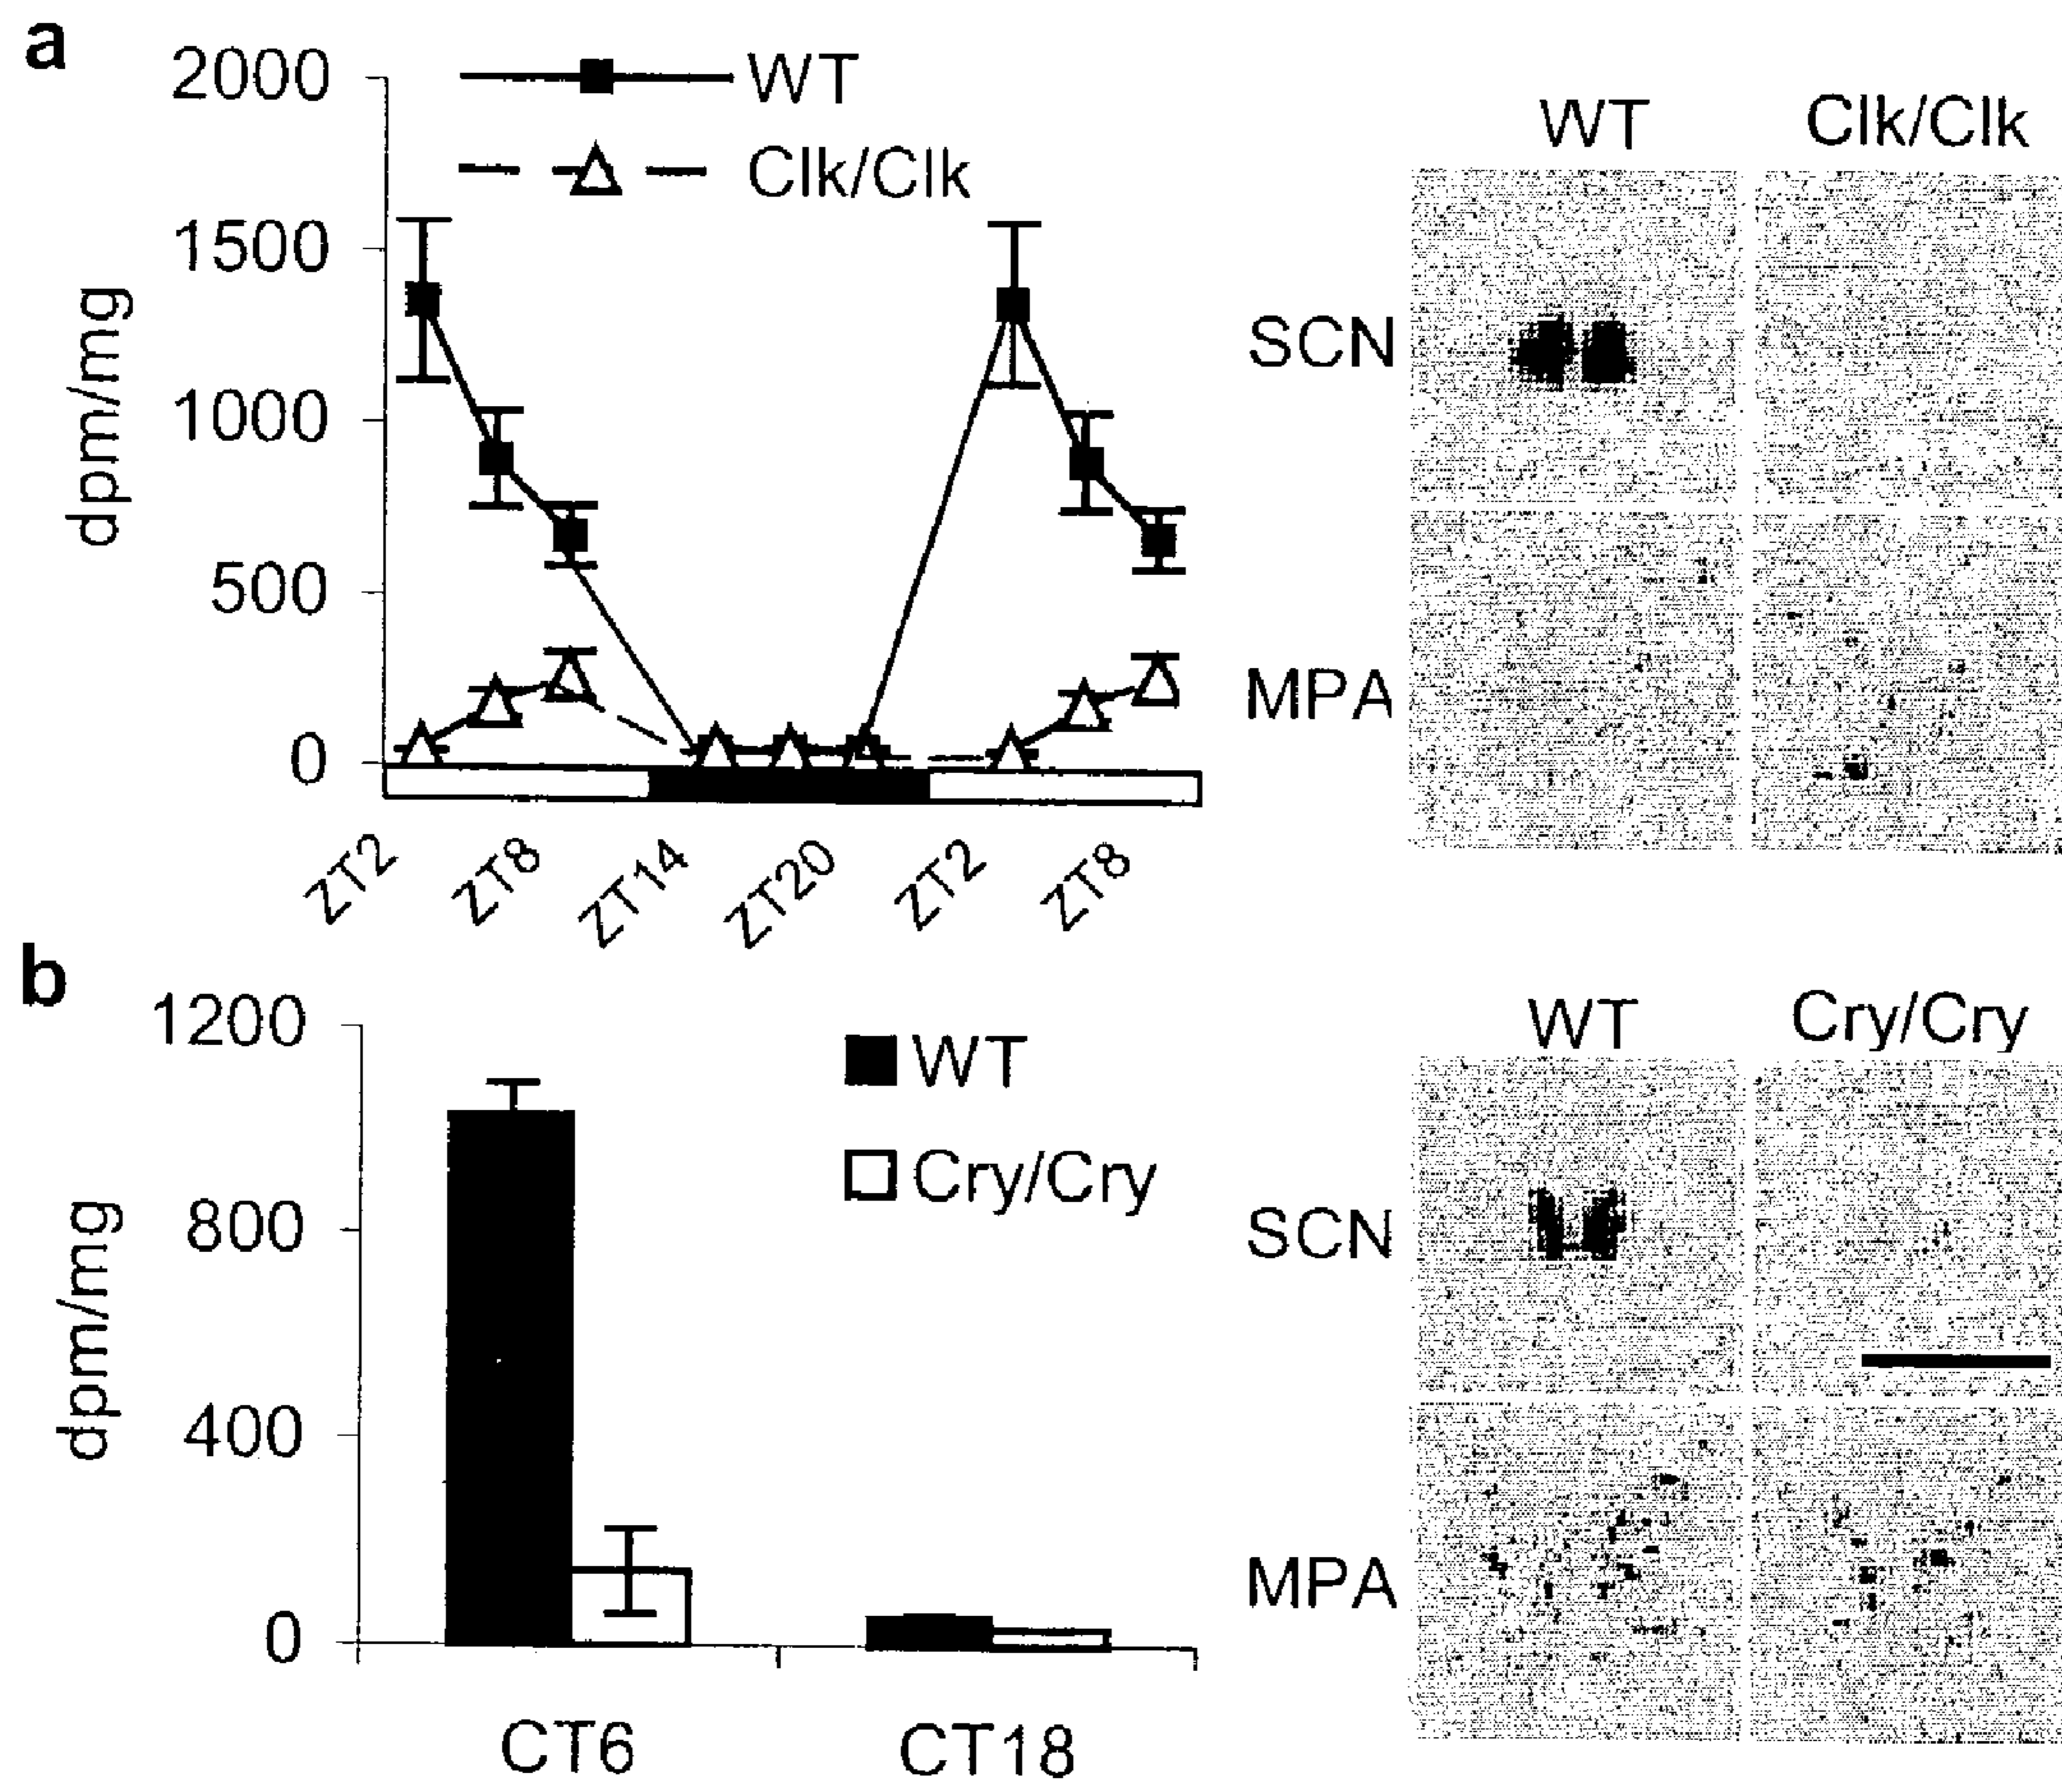 a
2000
1500
1000
500
0
dpm/mg
WT
Clk/Clk
ZT2
ZT8
ZT14
ZT20
ZT2
ZT8
WT
Clk/Clk
SCN
MPA
b
1200
800
400
0
dpm/mg
WT
Cry/Cry
CT6
CT18
WT
Cry/Cry
SCN
MPA